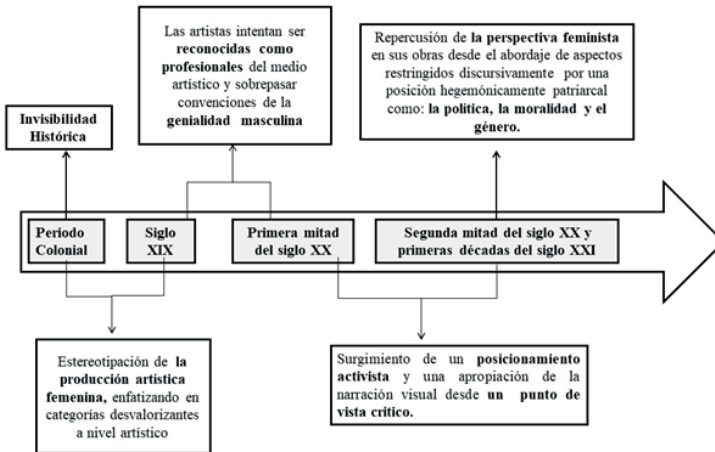 Las artistas intentan ser
reconocidas como
profesionales del medio
artístico y sobrepasar
convenciones de la
genialidad masculina
Repercusión de la perspectiva feminista
en sus obras desde el abordaje de aspectos
restringidos discursivamente por una
posición hegemónicamente patriarcal
como: la política, la moralidad y el
género.
Invisibilidad
Histórica
Periodo
Colonial
Siglo
XIX
Primera mitad
del siglo XX
Segunda mitad del siglo XX y
primeras décadas del siglo XXI
Estereotipación de la
producción artística
femenina, enfatizando en
categorías desvalorizantes
a nivel artístico
Surgimiento de un posicionamiento
activista y una apropiación de la
narración visual desde un punto de
vista critico.